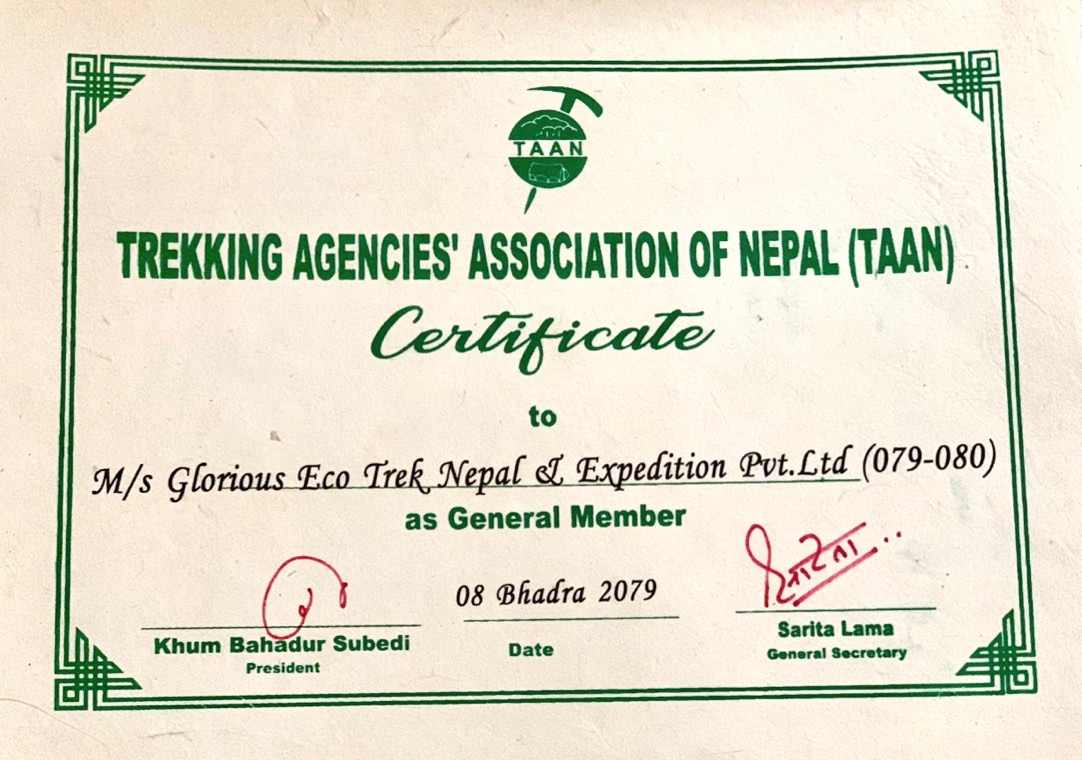 TAAN
TREKKING AGENCIES' ASSOCIATION OF NEPAL (TAAN)
Certificate
to
M/s Glorious Eco Trek Nepal & Expedition Pvt.Ltd (079-080)
as General Member
08 Bhadra 2079
Khum Bahadur Subedi
President
Date
Sarita Lama
General Secretary